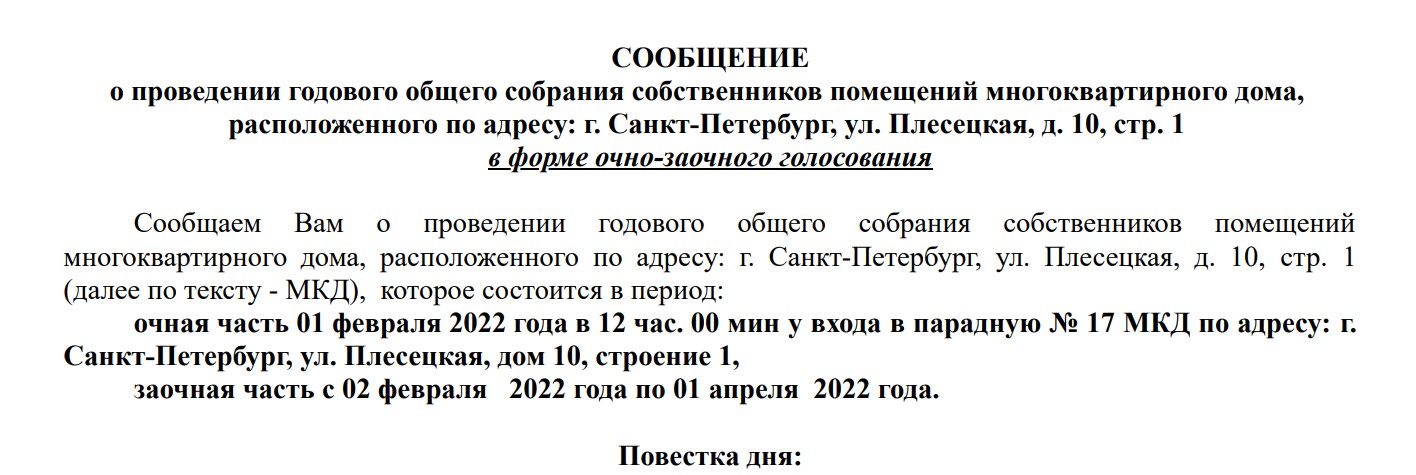 СООБЩЕНИЕ
о проведении годового общего собрания собственников помещений многоквартирного дома,
расположенного по адресу: г. Санкт-Петербург, ул. Плесецкая, д. 10, стр. 1
в форме очно-заочного голосования
Сообщаем Вам о проведении годового общего собрания собственников помещений
многоквартирного дома, расположенного по адресу: г. Санкт-Петербург, ул. Плесецкая, д. 10, стр. 1
(далее по тексту - МКД), которое состоится в период:
очная часть 01 февраля 2022 года в 12 час. 00 мин у входа в парадную № 17 МКД по адресу: г.
Санкт-Петербург, ул. Плесецкая, дом 10, строение 1,
заочная часть с 02 февраля 2022 года по 01 апреля 2022 года.
Повестка дня: